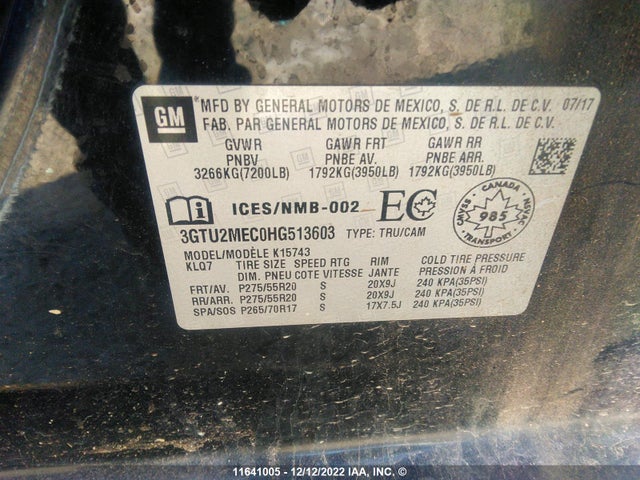 GM
*MFD BY GENERAL MOTORS DE MEXICO, S. DE R.L. DE C.V. 07/17
FAB. PAR GENERAL MOTORS DE MEXICO, S. DE R.L. DE C.V.
GVWR GAWR FRT GAWR RR
PNBV PNBE AV. PNBE ARR.
3266KG(7200LB) 1792KG(3950LB) 1792KG(3950LB)
i ICES/NMB-002 EC
CANADA
CMVSS 985 NSVAC
3GTU2MEC0HG513603 TYPE: TRU/CAM
MODEL/MODÈLE K15743
KLQ7 TIRE SIZE SPEED RTG RIM COLD TIRE PRESSURE
DIM. PNEU COTE VITESSE JANTE PRESSION À FROID
FRT/AV. P275/55R20 S 20X9J 240 KPA(35PSI)
RR/ARR. P275/55R20 S 20X9J 240 KPA(35PSI)
SPA/SOS P265/70R17 S 17X7.5J 240 KPA(35PSI)
11641005 - 12/12/2022 IAA, INC. ©